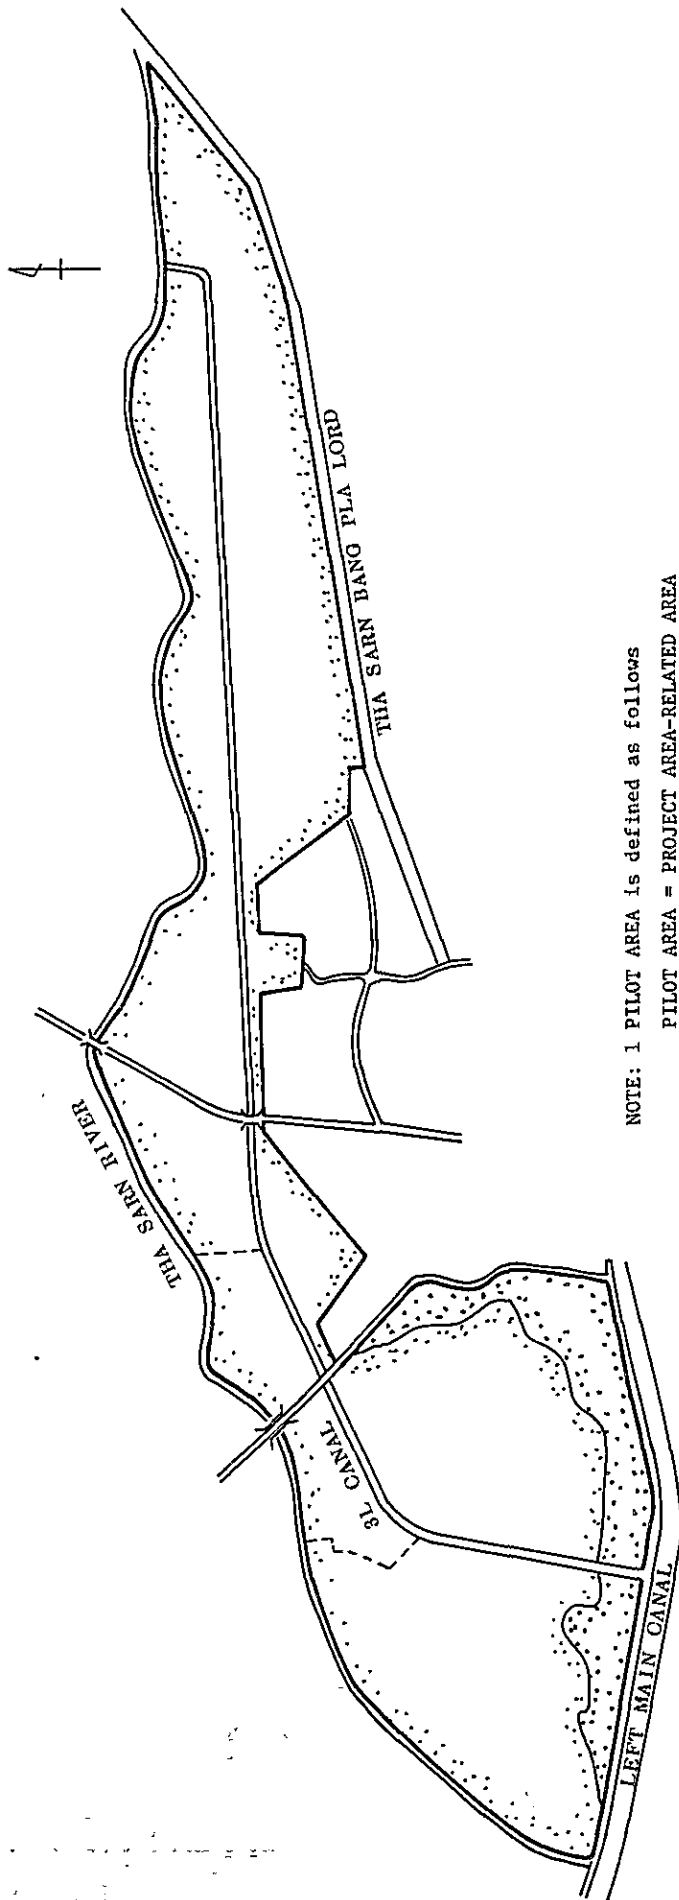 THA SARN RIVER
3L CANAL
LEFT MAIN CANAL
THA SARN BANG PLA LORD
NOTE: 1 PILOT AREA is defined as follows
PILOT AREA = PROJECT AREA-RELATED AREA